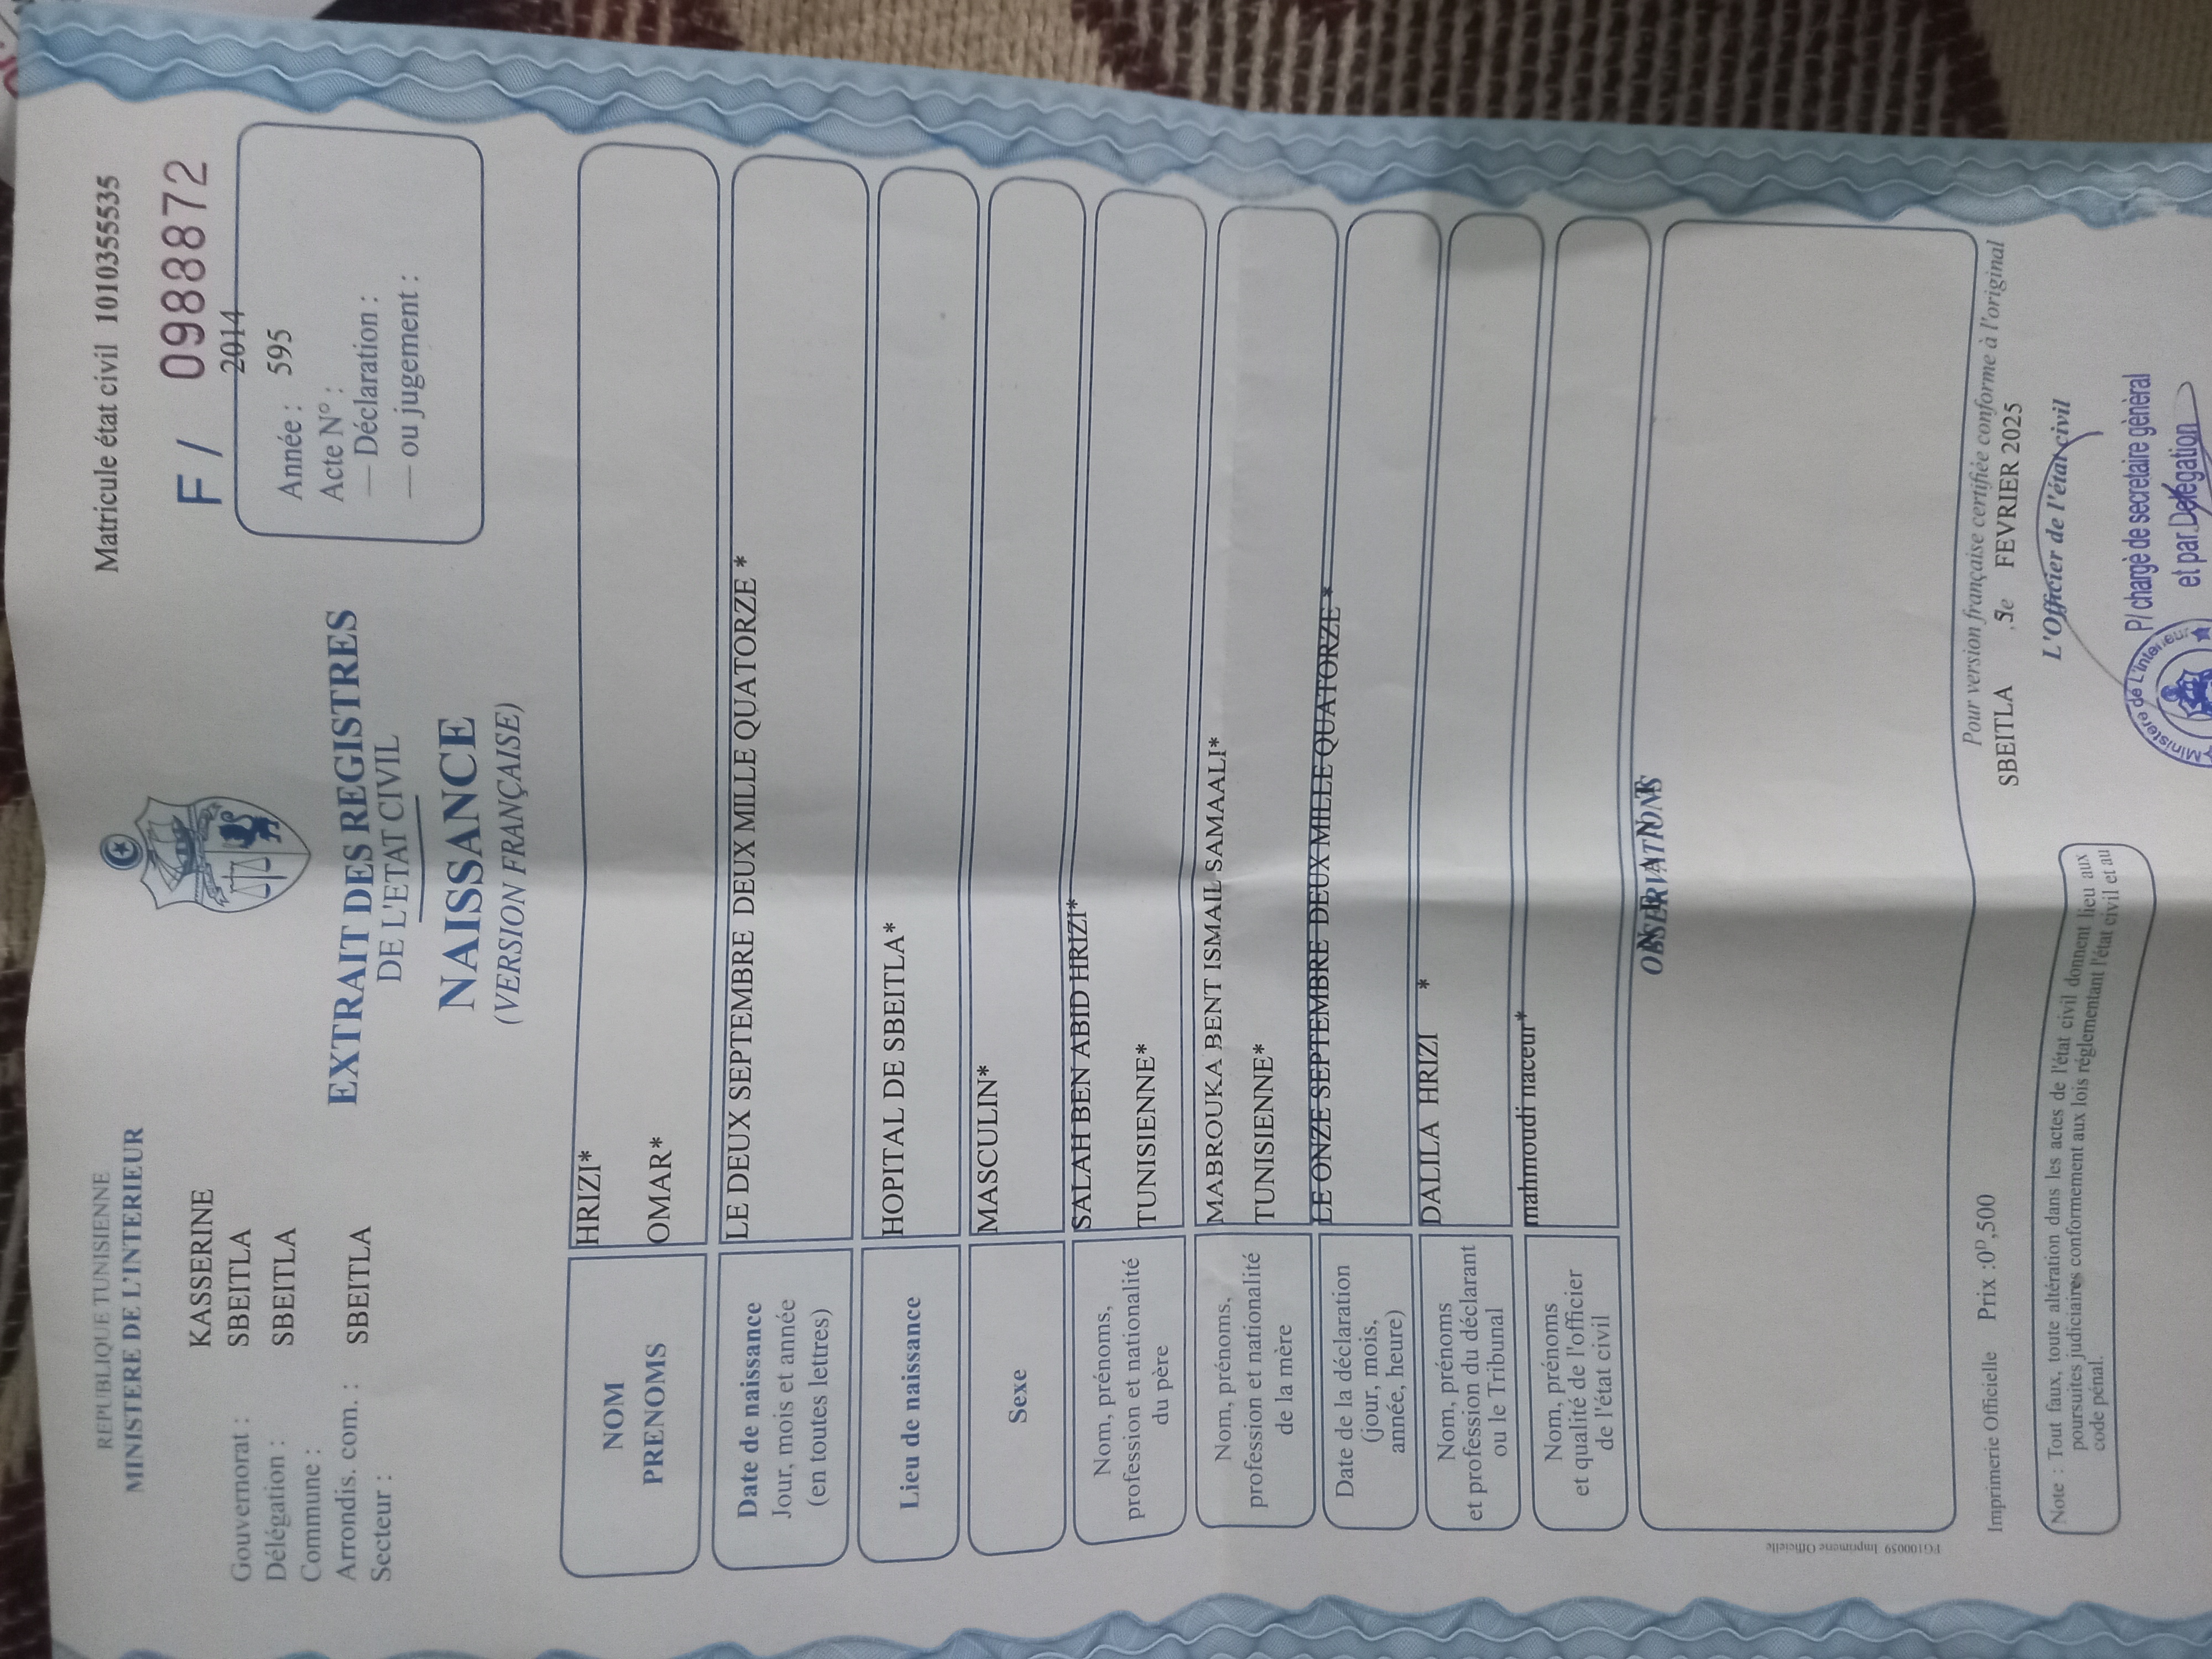 REPUBLIQUE TUNISIENNE
MINISTERE DE L'INTERIEUR
Matricule état civil 10103555535
F / 0988872
KASSERINE
Gouvernorat : SBEITLA
Délégation : SBEITLA
Commune :
Arrondis. com. : SBEITLA
Secteur :
2014
Année : 595
Acte N° :
— Déclaration :
— ou jugement :
EXTRAIT DES REGISTRES
DE L'ETAT CIVIL
NAISSANCE
(VERSION FRANÇAISE)
NOM HRIZI*
PRENOMS OMAR*
Date de naissance
Jour, mois et année
(en toutes lettres)
LE DEUX SEPTEMBRE DEUX MILLE QUATORZE *
Lieu de naissance HOPITAL DE SBEITLA*
Sexe MASCULIN*
Nom, prénoms,
profession et nationalité
du père
SALAH BEN ABID HRIZI*
TUNISIENNE*
Nom, prénoms,
profession et nationalité
de la mère
MABROUKA BENT ISMAIL SAMAALI*
TUNISIENNE*
Date de la déclaration
(jour, mois,
année, heure)
LE ONZE SEPTEMBRE DEUX MILLE QUATORZE *
Nom, prénoms
et profession du déclarant
ou le Tribunal
DALILA HRIZI *
Nom, prénoms
et qualité de l'officier
de l'état civil
mahmoudi naceur*
OBSERVATIONS
Pour version française certifiée conforme à l'original
SBEITLA FEVRIER 2025
L'Officier de l'état civil
P/ chargè de secretaire gènèral
et par Délégation
Ministère de L'interieur
FG100059 Imprimerie Officielle
Imprimerie Officielle Prix :0D,500
Note : Tout faux, toute altération dans les actes de l'état civil donnent lieu aux
poursuites judiciaires conformement aux lois réglementant l'état civil et au
code pénal.